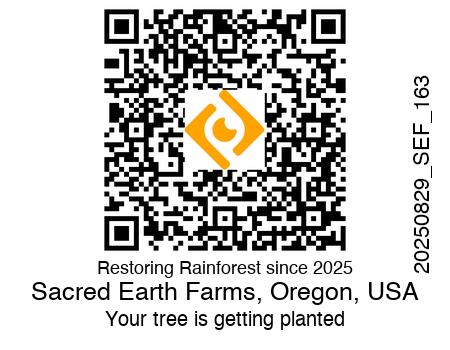 Restoring Rainforest since 2025
Sacred Earth Farms, Oregon, USA
Your tree is getting planted
20250829_SEF_163